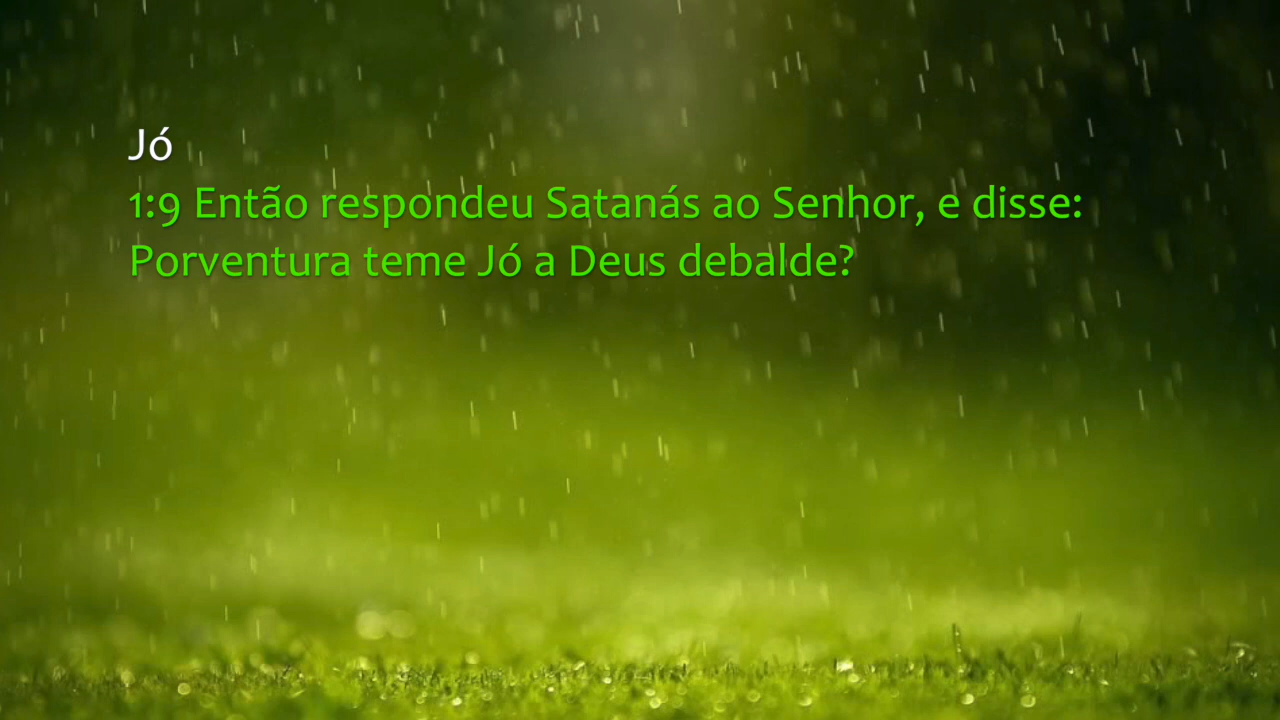 Jó
1:9 Então respondeu Satanás ao Senhor, e disse:
Porventura teme Jó a Deus debalde?